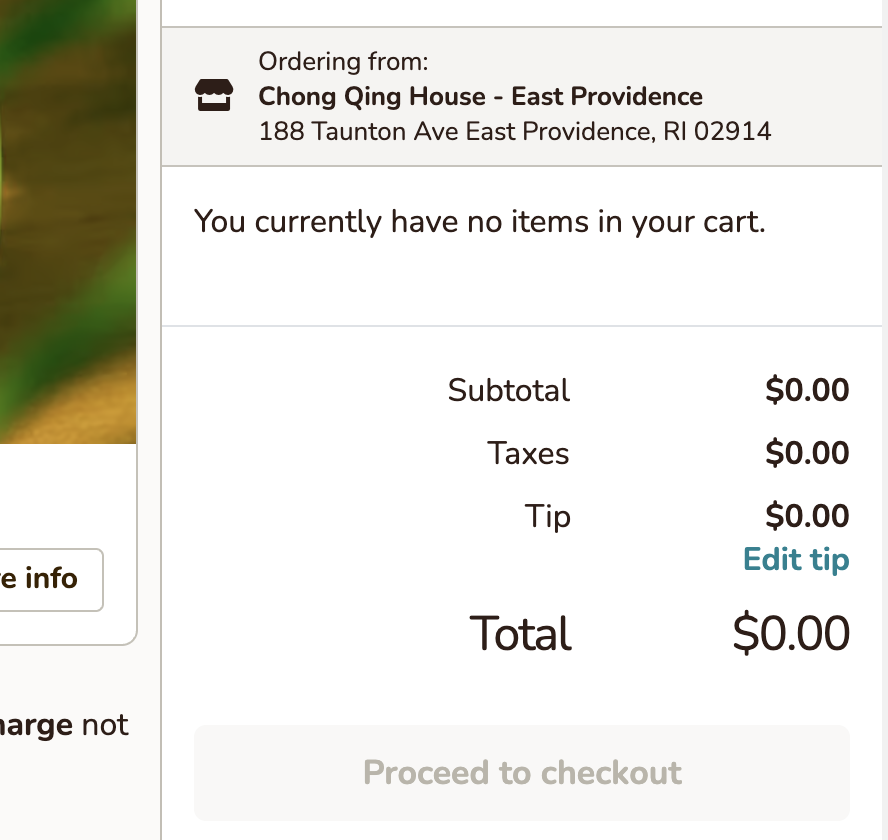 Ordering from:
Chong Qing House - East Providence
188 Taunton Ave East Providence, RI 02914
You currently have no items in your cart.
Subtotal $0.00
Taxes $0.00
Tip $0.00
Edit tip
Total $0.00
Proceed to checkout
info
not